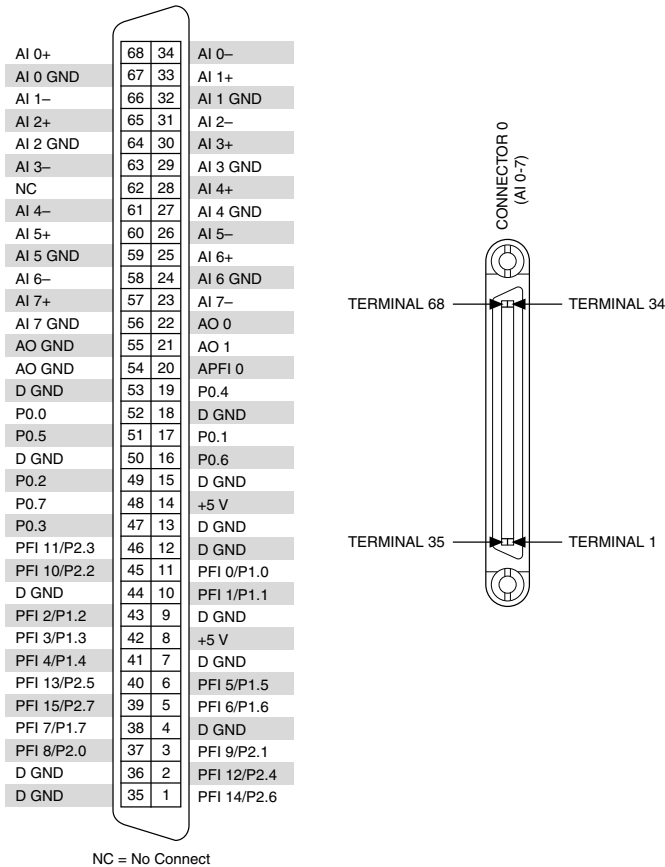 AI 0+ 68 34 AI 0–
AI 0 GND 67 33 AI 1+
AI 1– 66 32 AI 1 GND
AI 2+ 65 31 AI 2–
AI 2 GND 64 30 AI 3+
AI 3– 63 29 AI 3 GND
NC 62 28 AI 4+
AI 4– 61 27 AI 4 GND
AI 5+ 60 26 AI 5–
AI 5 GND 59 25 AI 6+
AI 6– 58 24 AI 6 GND
AI 7+ 57 23 AI 7–
AI 7 GND 56 22 AO 0
AO GND 55 21 AO 1
AO GND 54 20 APFI 0
D GND 53 19 P0.4
P0.0 52 18 D GND
P0.5 51 17 P0.1
D GND 50 16 P0.6
P0.2 49 15 D GND
P0.7 48 14 +5 V
P0.3 47 13 D GND
PFI 11/P2.3 46 12 D GND
PFI 10/P2.2 45 11 PFI 0/P1.0
D GND 44 10 PFI 1/P1.1
PFI 2/P1.2 43 9 D GND
PFI 3/P1.3 42 8 +5 V
PFI 4/P1.4 41 7 D GND
PFI 13/P2.5 40 6 PFI 5/P1.5
PFI 15/P2.7 39 5 PFI 6/P1.6
PFI 7/P1.7 38 4 D GND
PFI 8/P2.0 37 3 PFI 9/P2.1
D GND 36 2 PFI 12/P2.4
D GND 35 1 PFI 14/P2.6
NC = No Connect
CONNECTOR 0
(AI 0-7)
TERMINAL 68 TERMINAL 34
TERMINAL 35 TERMINAL 1